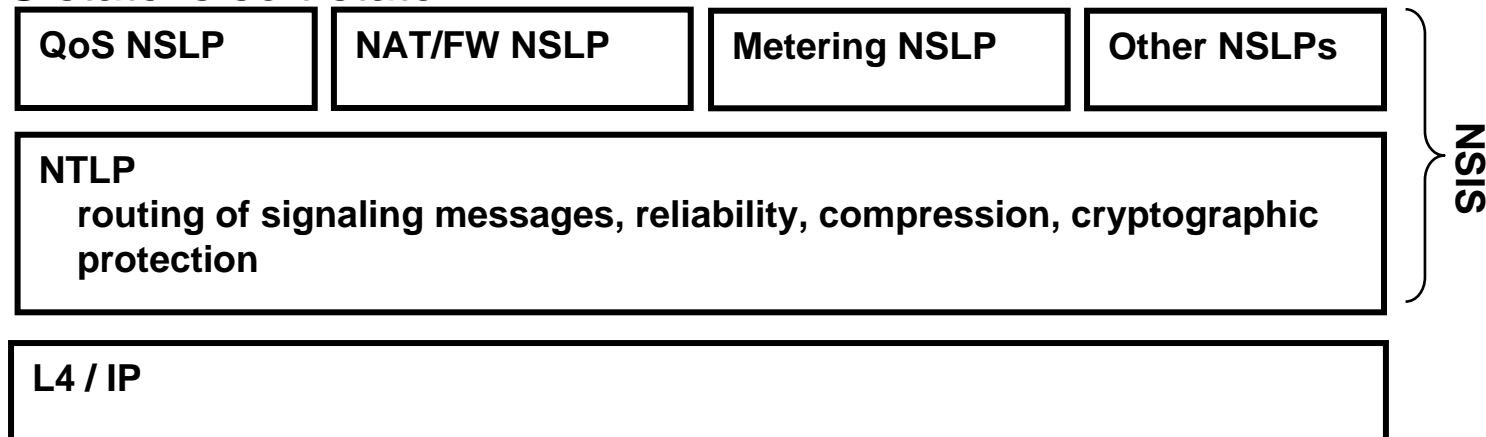 QoS NSLP
NAT/FW NSLP
Metering NSLP
Other NSLPs
NSIS
NTLP
routing of signaling messages, reliability, compression, cryptographic
protection
L4 / IP